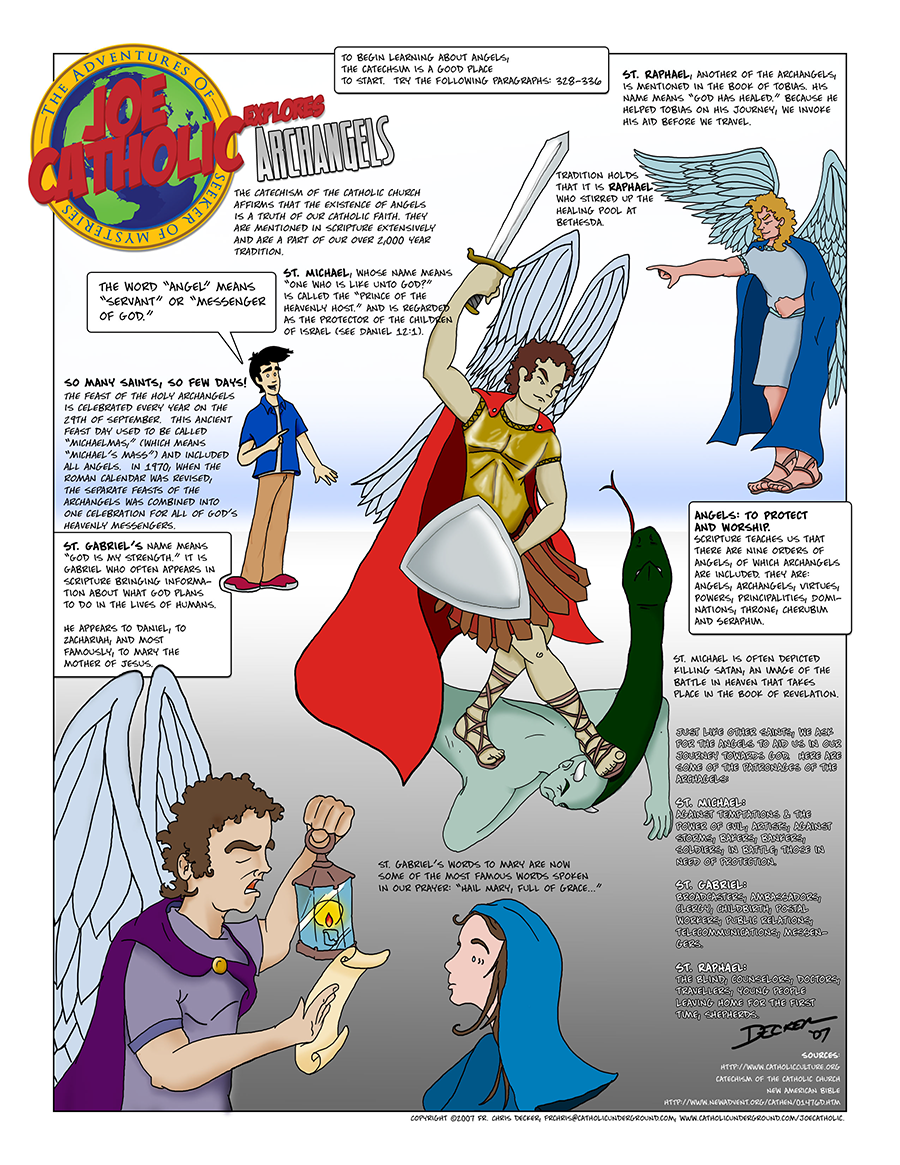 THE ADVENTURES OF
JOE
CATHOLIC
SEEKER OF MYSTERIES
EXPLORES
ARCHANGELS
TO BEGIN LEARNING ABOUT ANGELS,
THE CATECHSIM IS A GOOD PLACE
TO START. TRY THE FOLLOWING PARAGRAPHS: 328-336
ST. RAPHAEL, ANOTHER OF THE ARCHANGELS,
IS MENTIONED IN THE BOOK OF TOBIAS. HIS
NAME MEANS "GOD HAS HEALED." BECAUSE HE
HELPED TOBIAS ON HIS JOURNEY, WE INVOKE
HIS AID BEFORE WE TRAVEL.
TRADITION HOLDS
THAT IT IS RAPHAEL
WHO STIRRED UP THE
HEALING POOL AT
BETHESDA.
THE CATECHISM OF THE CATHOLIC CHURCH
AFFIRMS THAT THE EXISTENCE OF ANGELS
IS A TRUTH OF OUR CATHOLIC FAITH. THEY
ARE MENTIONED IN SCRIPTURE EXTENSIVELY
AND ARE A PART OF OUR OVER 2,000 YEAR
TRADITION.
THE WORD "ANGEL" MEANS
"SERVANT" OR "MESSENGER
OF GOD."
ST. MICHAEL, WHOSE NAME MEANS
"ONE WHO IS LIKE UNTO GOD?"
IS CALLED THE "PRINCE OF THE
HEAVENLY HOST." AND IS REGARDED
AS THE PROTECTOR OF THE CHILDREN
OF ISRAEL (SEE DANIEL 12:1).
SO MANY SAINTS, SO FEW DAYS!
THE FEAST OF THE HOLY ARCHANGELS
IS CELEBRATED EVERY YEAR ON THE
29TH OF SEPTEMBER. THIS ANCIENT
FEAST DAY USED TO BE CALLED
"MICHAELMAS," (WHICH MEANS
"MICHAEL'S MASS") AND INCLUDED
ALL ANGELS. IN 1970, WHEN THE
ROMAN CALENDAR WAS REVISED,
THE SEPARATE FEASTS OF THE
ARCHANGELS WAS COMBINED INTO
ONE CELEBRATION FOR ALL OF GOD'S
HEAVENLY MESSENGERS.
ST. GABRIEL'S NAME MEANS
"GOD IS MY STRENGTH." IT IS
GABRIEL WHO OFTEN APPEARS IN
SCRIPTURE BRINGING INFORMA-
TION ABOUT WHAT GOD PLANS
TO DO IN THE LIVES OF HUMANS.
HE APPEARS TO DANIEL, TO
ZACHARIAH, AND MOST
FAMOUSLY, TO MARY THE
MOTHER OF JESUS.
ANGELS: TO PROTECT
AND WORSHIP.
SCRIPTURE TEACHES US THAT
THERE ARE NINE ORDERS OF
ANGELS, OF WHICH ARCHANGELS
ARE INCLUDED. THEY ARE:
ANGELS, ARCHANGELS, VIRTUES,
POWERS, PRINCIPALITIES, DOMI-
NATIONS, THRONE, CHERUBIM
AND SERAPHIM.
ST. MICHAEL IS OFTEN DEPICTED
KILLING SATAN, AN IMAGE OF THE
BATTLE IN HEAVEN THAT TAKES
PLACE IN THE BOOK OF REVELATION.
JUST LIKE OTHER SAINTS, WE ASK
FOR THE ANGELS TO AID US IN OUR
JOURNEY TOWARDS GOD. HERE ARE
SOME OF THE PATRONAGES OF THE
ARCHAGELS:
ST. MICHAEL:
AGAINST TEMPTATIONS & THE
POWER OF EVIL, ARTISTS, AGAINST
STORMS, BAKERS, BANKERS,
SOLDIERS, IN BATTLE, THOSE IN
NEED OF PROTECTION.
ST. GABRIEL:
BROADCASTERS, AMBASSADORS,
CLERGY, CHILDBIRTH, POSTAL
WORKERS, PUBLIC RELATIONS,
TELECOMMUNICATIONS, MESSEN-
GERS.
ST. RAPHAEL:
THE BLIND, COUNSELORS, DOCTORS,
TRAVELLERS, YOUNG PEOPLE
LEAVING HOME FOR THE FIRST
TIME, SHEPHERDS.
ST. GABRIEL'S WORDS TO MARY ARE NOW
SOME OF THE MOST FAMOUS WORDS SPOKEN
IN OUR PRAYER: "HAIL MARY, FULL OF GRACE..."
DECKER
'07
SOURCES:
HTTP://WWW.CATHOLICCULTURE.ORG
CATECHISM OF THE CATHOLIC CHURCH
NEW AMERICAN BIBLE
HTTP://WWW.NEWADVENT.ORG/CATHEN/01476D.HTM
COPYRIGHT ©2007 FR. CHRIS DECKER, FRCHRIS@CATHOLICUNDERGROUND.COM, WWW.CATHOLICUNDERGROUND.COM/JOECATHOLIC.